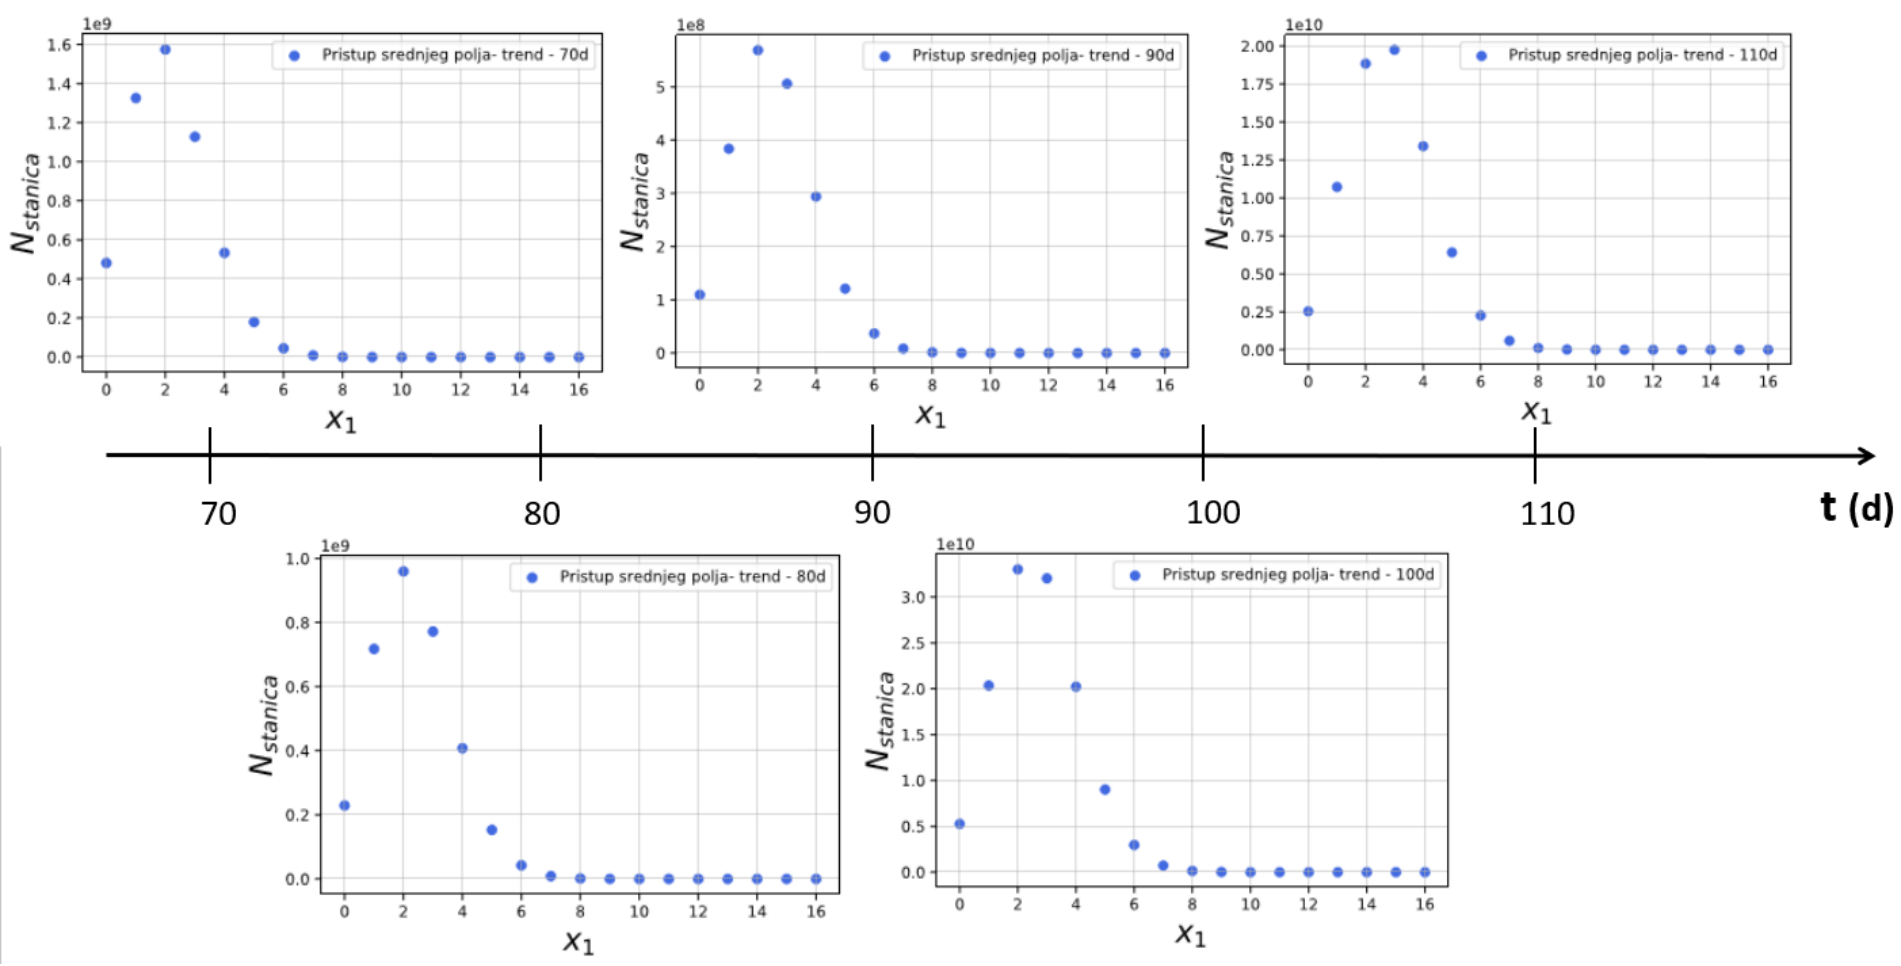 1e9
Pristup srednjeg polja- trend - 70d
1.6
1.4
1.2
1.0
0.8
0.6
0.4
0.2
0.0
N_stanica
0 2 4 6 8 10 12 14 16
x_1
1e8
Pristup srednjeg polja- trend - 90d
5
4
3
2
1
0
N_stanica
0 2 4 6 8 10 12 14 16
x_1
1e10
Pristup srednjeg polja- trend - 110d
2.00
1.75
1.50
1.25
1.00
0.75
0.50
0.25
0.00
N_stanica
0 2 4 6 8 10 12 14 16
x_1
70 80 90 100 110 t (d)
1e9
Pristup srednjeg polja- trend - 80d
1.0
0.8
0.6
0.4
0.2
0.0
N_stanica
0 2 4 6 8 10 12 14 16
x_1
1e10
Pristup srednjeg polja- trend - 100d
3.0
2.5
2.0
1.5
1.0
0.5
0.0
N_stanica
0 2 4 6 8 10 12 14 16
x_1